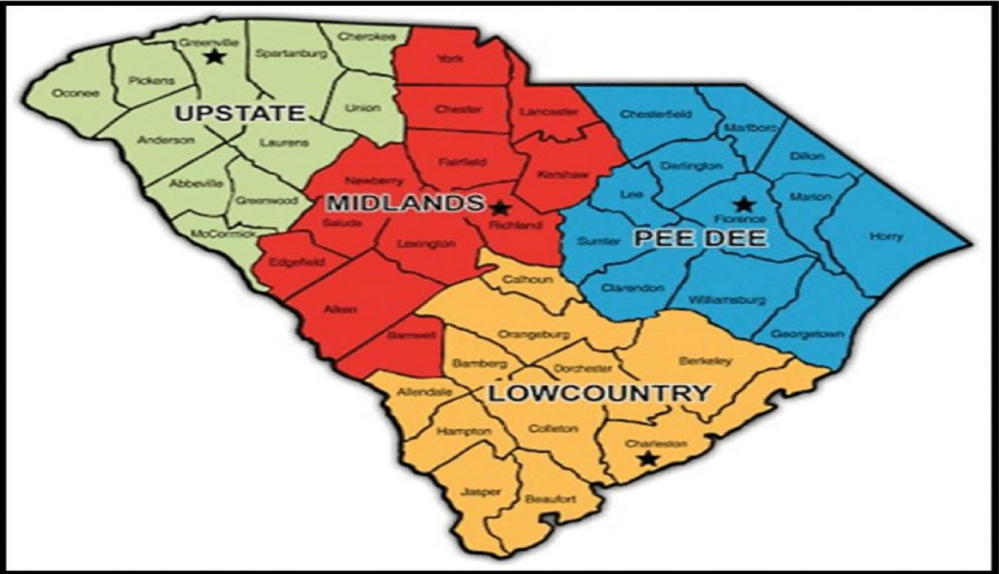 Cherokee
Greenville
Spartanburg
York
Oconee
Pickens
Union
Chester
Lancaster
Chesterfield
Marlboro
UPSTATE
Anderson
Laurens
Fairfield
Kershaw
Darlington
Dillon
Abbeville
Greenwood
Newberry
Lee
Marion
MIDLANDS
Florence
McCormick
Saluda
Richland
Sumter
PEE DEE
Horry
Lexington
Edgefield
Calhoun
Clarendon
Williamsburg
Aiken
Barnwell
Orangeburg
Georgetown
Bamberg
Dorchester
Berkeley
Allendale
LOWCOUNTRY
Hampton
Colleton
Charleston
Jasper
Beaufort